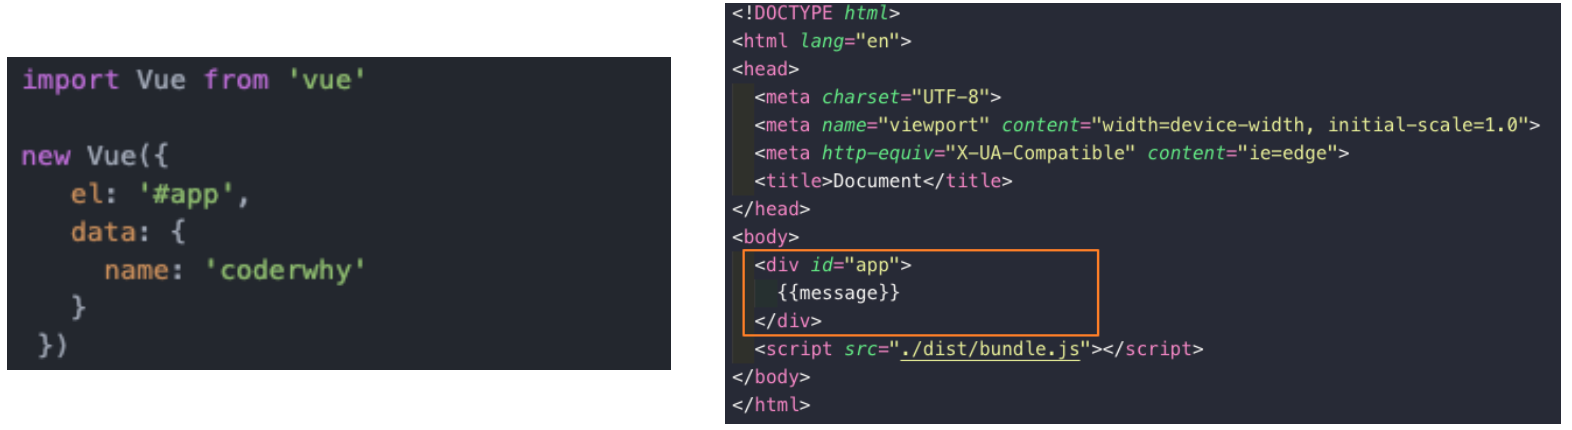 import Vue from 'vue'
new Vue({
el: '#app',
data: {
name: 'coderwhy'
}
})
<!DOCTYPE html>
<html lang="en">
<head>
<meta charset="UTF-8">
<meta name="viewport" content="width=device-width, initial-scale=1.0">
<meta http-equiv="X-UA-Compatible" content="ie=edge">
<title>Document</title>
</head>
<body>
<div id="app">
{{message}}
</div>
<script src="./dist/bundle.js"></script>
</body>
</html>